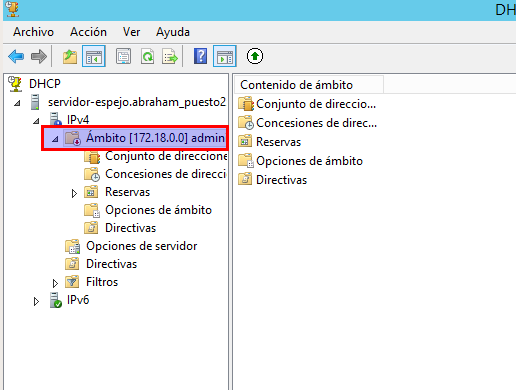 DH
Archivo Acción Ver Ayuda
DHCP
servidor-espejo.abraham_puesto2
IPv4
Ámbito [172.18.0.0] admin
Conjunto de direccione
Concesiones de direcci
Reservas
Opciones de ámbito
Directivas
Opciones de servidor
Directivas
Filtros
IPv6
Contenido de ámbito
Conjunto de direccio...
Concesiones de direc...
Reservas
Opciones de ámbito
Directivas